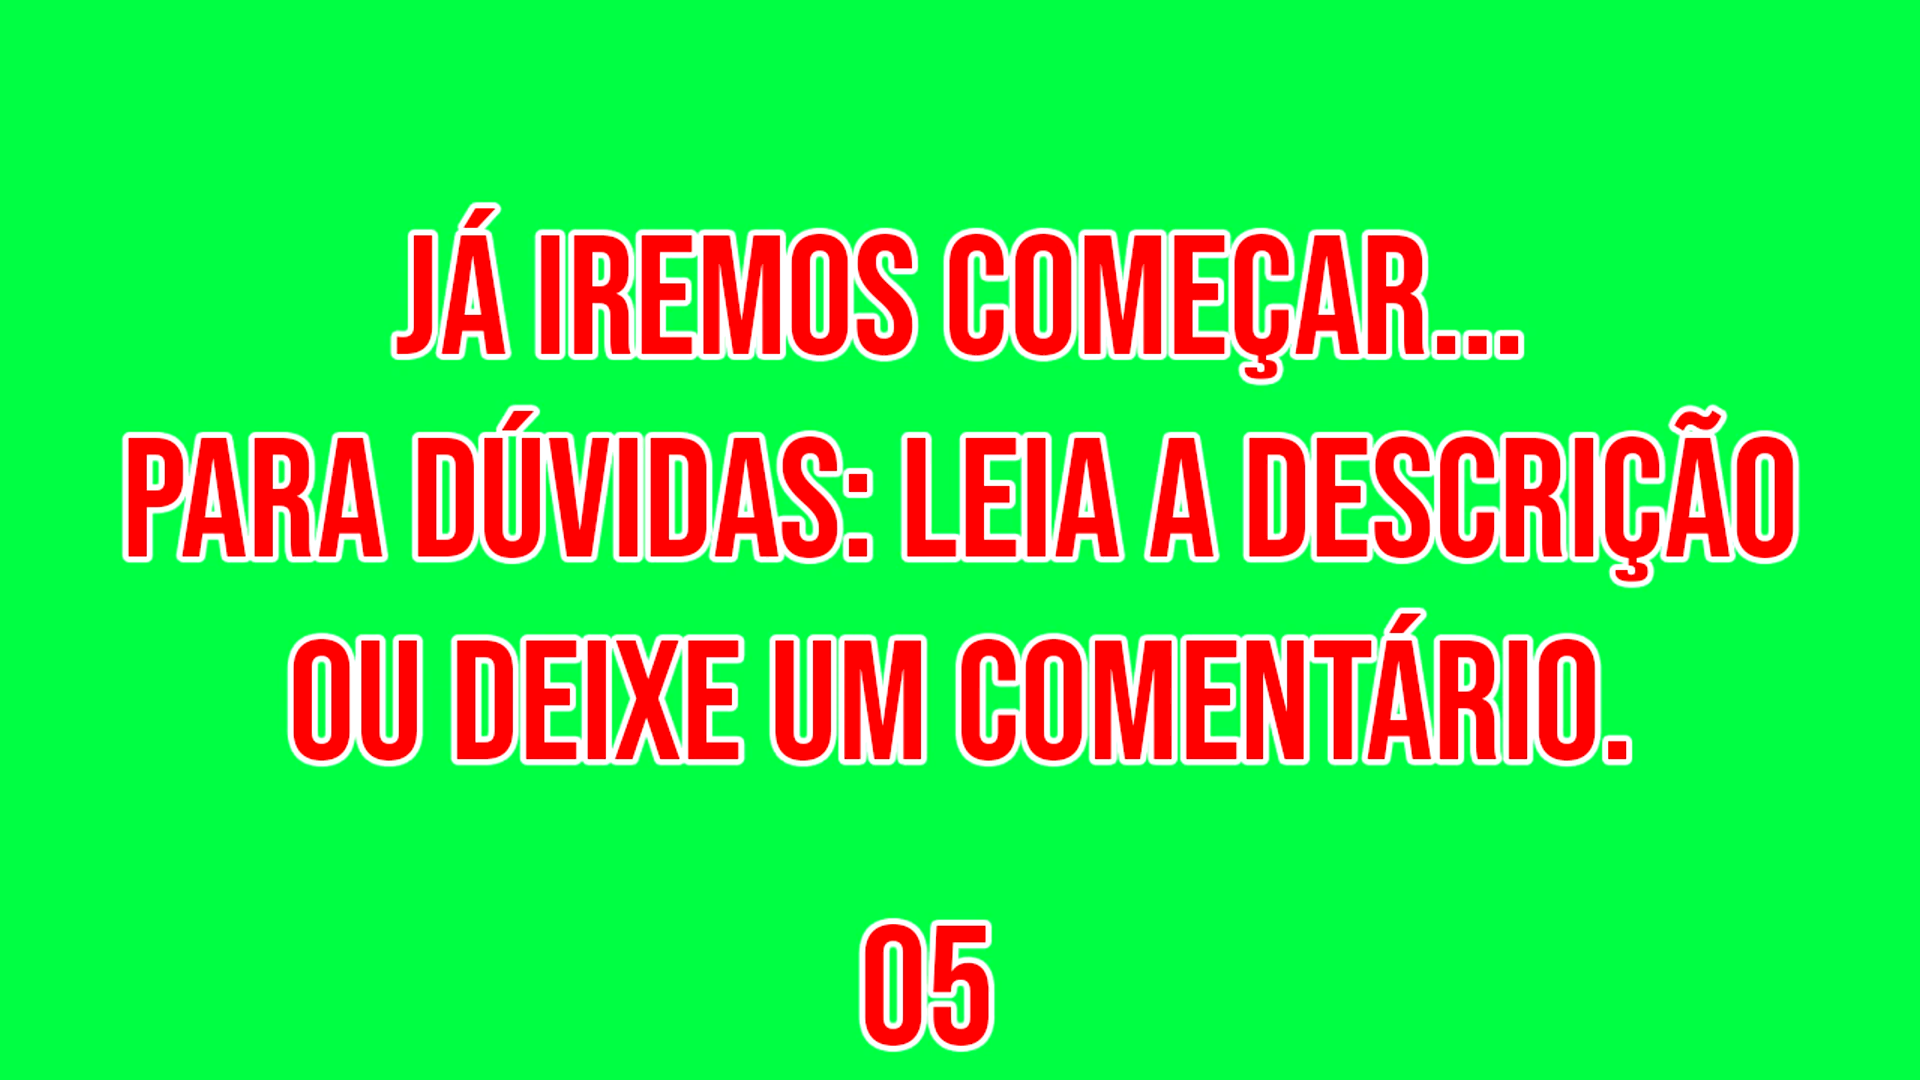 JÁ IREMOS COMEÇAR...
PARA DÚVIDAS: LEIA A DESCRIÇÃO
OU DEIXE UM COMENTÁRIO.
05